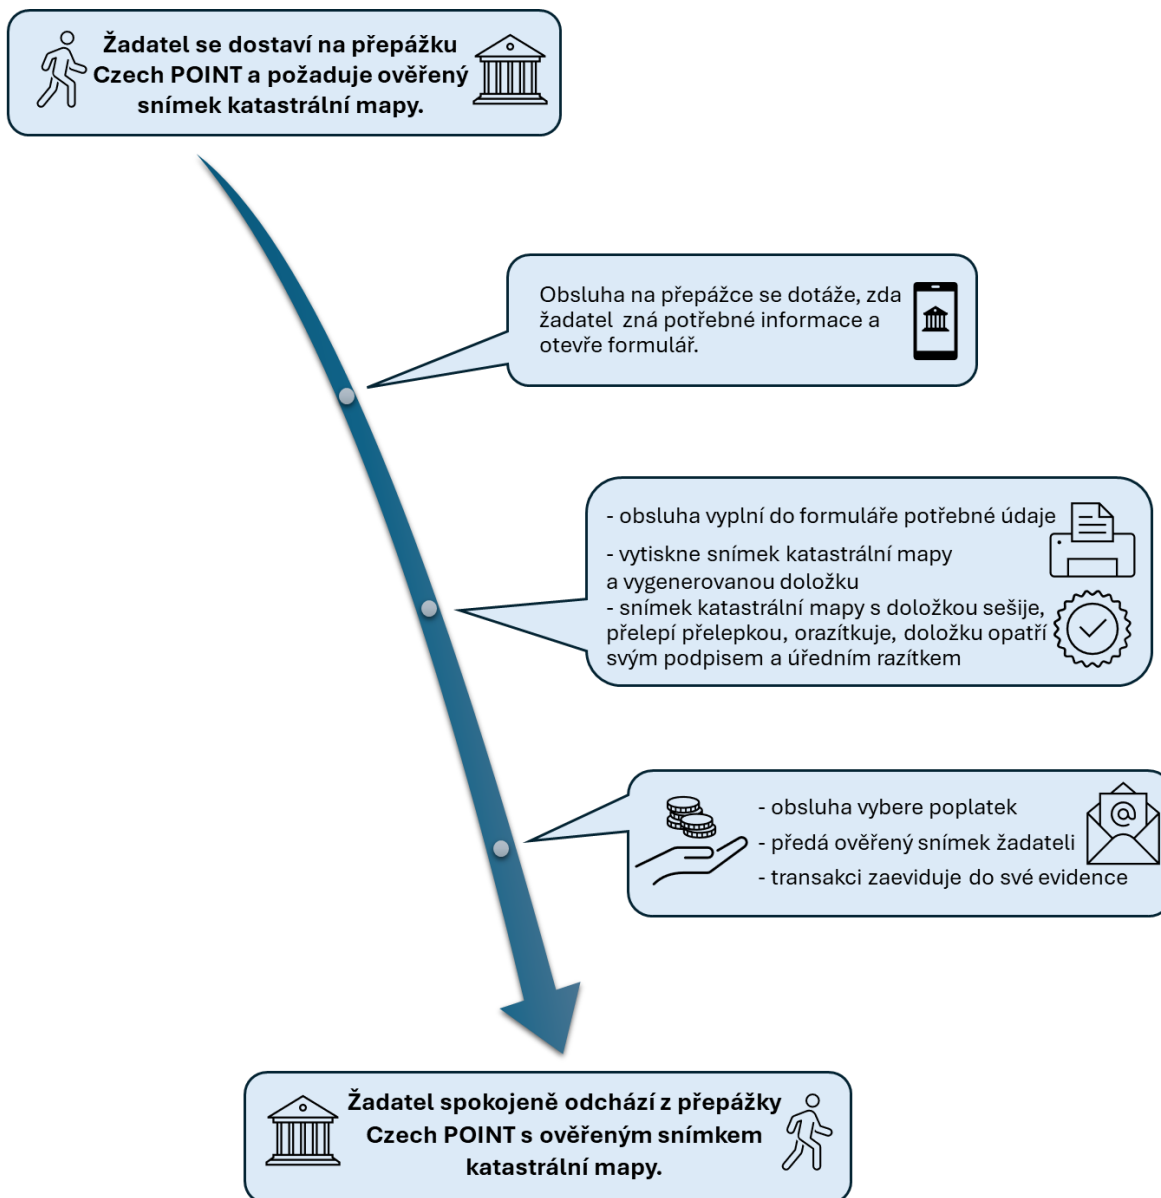 Žadatel se dostaví na přepážku
Czech POINT a požaduje ověřený
snímek katastrální mapy.
Obsluha na přepážce se dotáže, zda
žadatel zná potřebné informace a
otevře formulář.
- obsluha vyplní do formuláře potřebné údaje
- vytiskne snímek katastrální mapy
a vygenerovanou doložku
- snímek katastrální mapy s doložkou sešije,
přelepí přelepkou, orazítkuje, doložku opatří
svým podpisem a úředním razítkem
- obsluha vybere poplatek
- předá ověřený snímek žadateli
- transakci zaeviduje do své evidence
Žadatel spokojeně odchází z přepážky
Czech POINT s ověřeným snímkem
katastrální mapy.